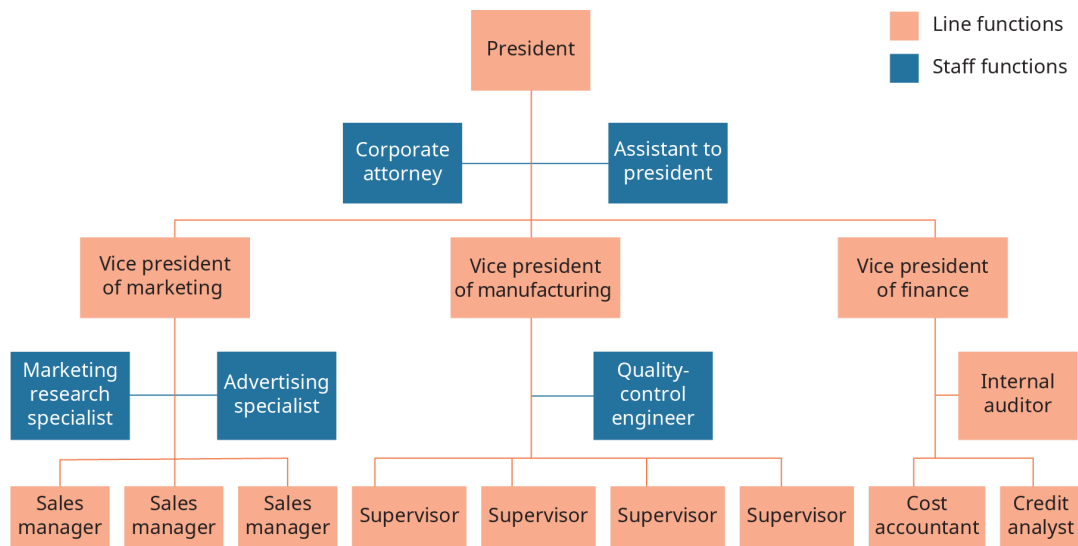 President
Line functions
Staff functions
Corporate
attorney
Assistant to
president
Vice president
of marketing
Vice president
of manufacturing
Vice president
of finance
Marketing
research
specialist
Advertising
specialist
Quality-
control
engineer
Internal
auditor
Sales
manager
Sales
manager
Sales
manager
Supervisor
Supervisor
Supervisor
Supervisor
Cost
accountant
Credit
analyst